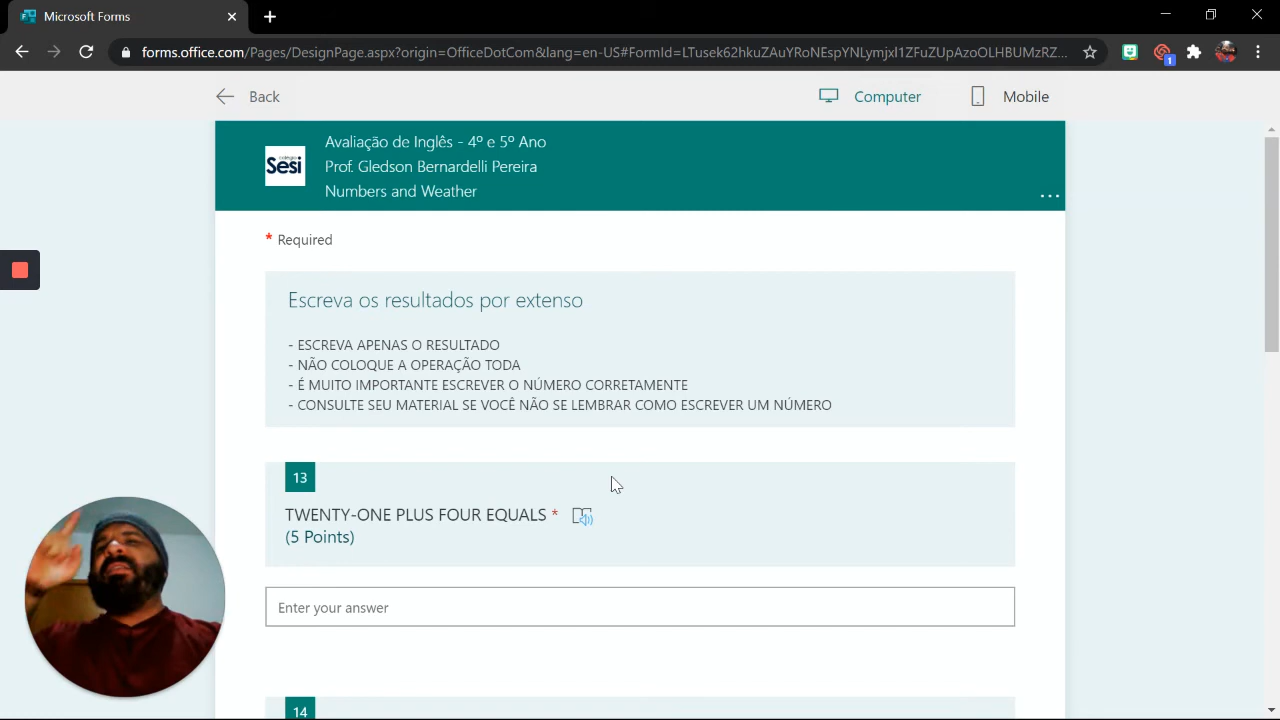 Microsoft Forms
forms.office.com/Pages/DesignPage.aspx?origin=OfficeDotCom&lang=en-US#FormId=LTusek62hkuZAuYRoNEspYNLymjxI1ZFuZUpAzoOLHBUMzRZ...
1
Back
Computer
Mobile
colégio
Sesi
Avaliação de Inglês - 4º e 5º Ano
Prof. Gledson Bernardelli Pereira
Numbers and Weather
...
* Required
Escreva os resultados por extenso
- ESCREVA APENAS O RESULTADO
- NÃO COLOQUE A OPERAÇÃO TODA
- É MUITO IMPORTANTE ESCREVER O NÚMERO CORRETAMENTE
- CONSULTE SEU MATERIAL SE VOCÊ NÃO SE LEMBRAR COMO ESCREVER UM NÚMERO
13
TWENTY-ONE PLUS FOUR EQUALS *
(5 Points)
Enter your answer
14